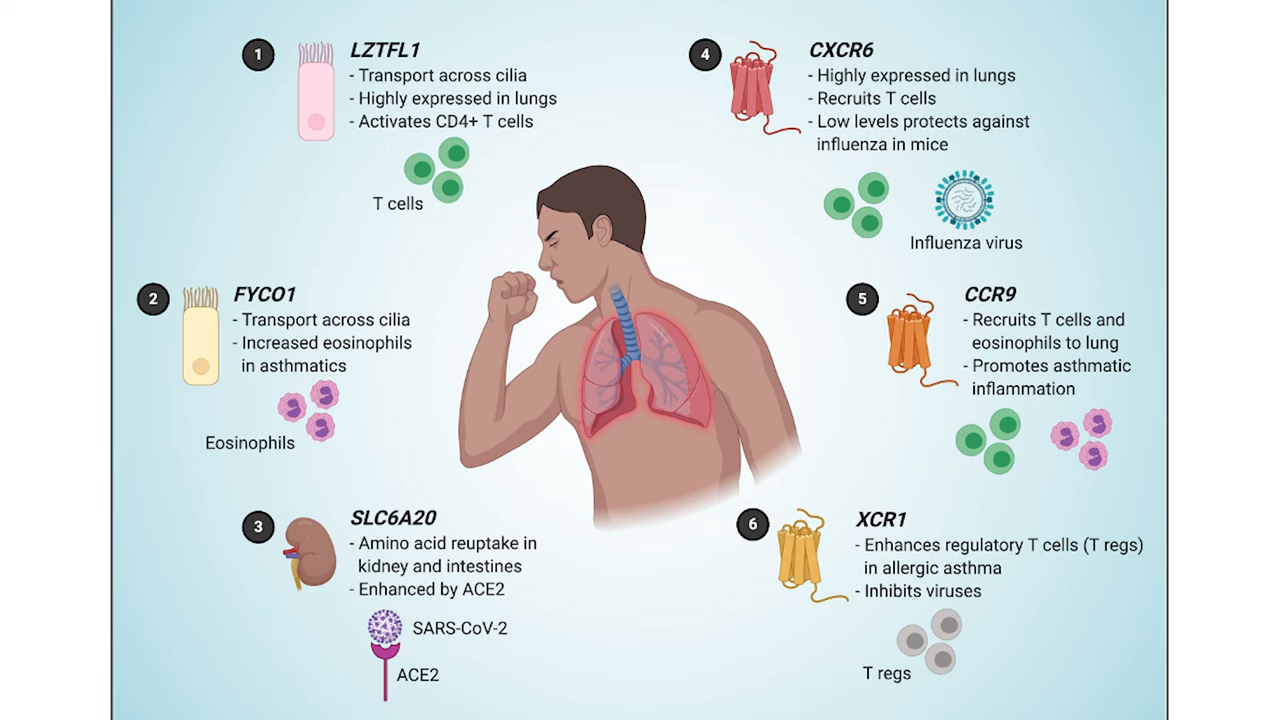 1
LZTFL1
- Transport across cilia
- Highly expressed in lungs
- Activates CD4+ T cells
T cells
2
FYCO1
- Transport across cilia
- Increased eosinophils
in asthmatics
Eosinophils
3
SLC6A20
- Amino acid reuptake in
kidney and intestines
- Enhanced by ACE2
SARS-CoV-2
ACE2
4
CXCR6
- Highly expressed in lungs
- Recruits T cells
- Low levels protects against
influenza in mice
Influenza virus
5
CCR9
- Recruits T cells and
eosinophils to lung
- Promotes asthmatic
inflammation
6
XCR1
- Enhances regulatory T cells (T regs)
in allergic asthma
- Inhibits viruses
T regs